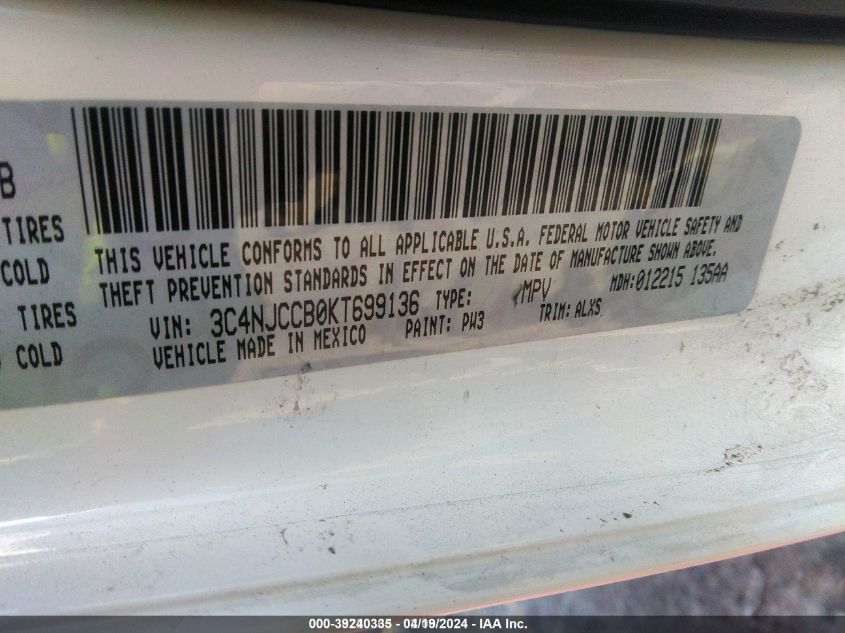 B
TIRES
COLD
TIRES
COLD
THIS VEHICLE CONFORMS TO ALL APPLICABLE U.S.A. FEDERAL MOTOR VEHICLE SAFETY AND
THEFT PREVENTION STANDARDS IN EFFECT ON THE DATE OF MANUFACTURE SHOWN ABOVE.
VIN: 3C4NJCCB0KT699136 TYPE: MPV MDH:012215 135AA
VEHICLE MADE IN MEXICO PAINT: PW3 TRIM: ALXS
000-39240335 - 04/19/2024 - IAA Inc.